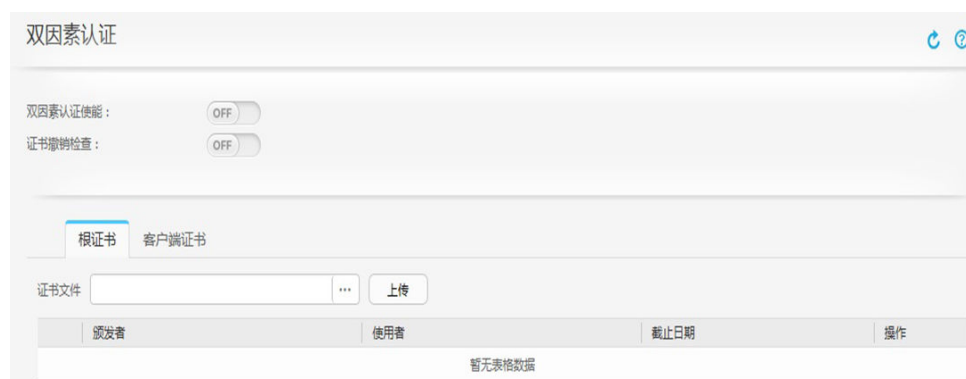 双因素认证
双因素认证使能： OFF
证书撤销检查： OFF
根证书 客户端证书
证书文件 ... 上传
颁发者 使用者 截止日期 操作
暂无表格数据